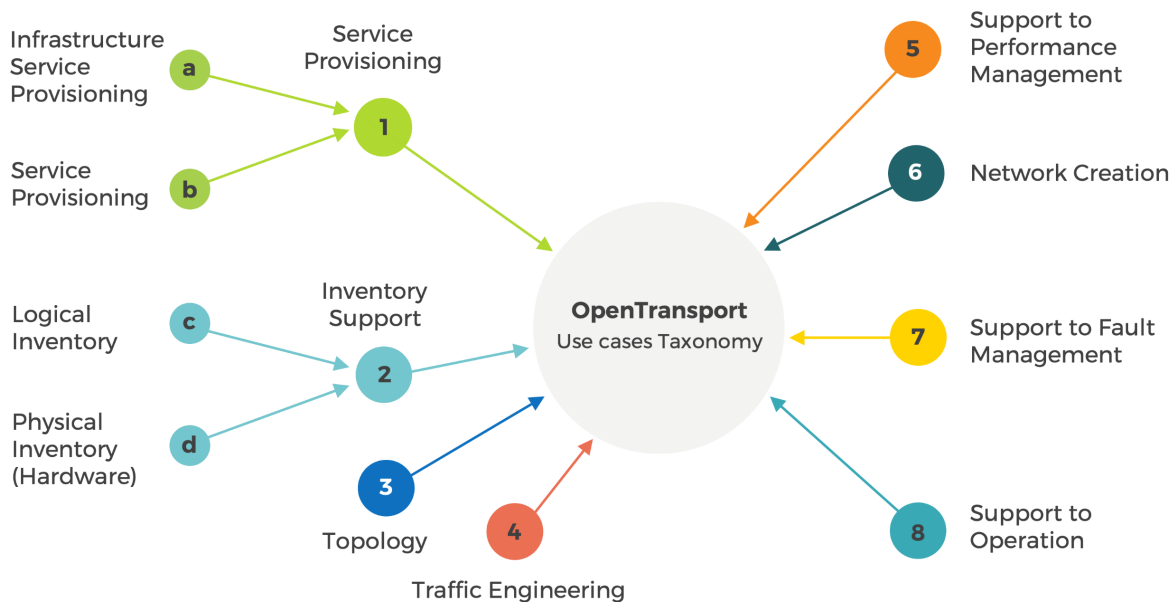 Infrastructure
Service
Provisioning
a
Service
Provisioning
1
Service
Provisioning
b
Logical
Inventory
c
Inventory
Support
2
Physical
Inventory
(Hardware)
d
3
Topology
4
Traffic Engineering
OpenTransport
Use cases Taxonomy
5
Support to
Performance
Management
6
Network Creation
7
Support to Fault
Management
8
Support to
Operation